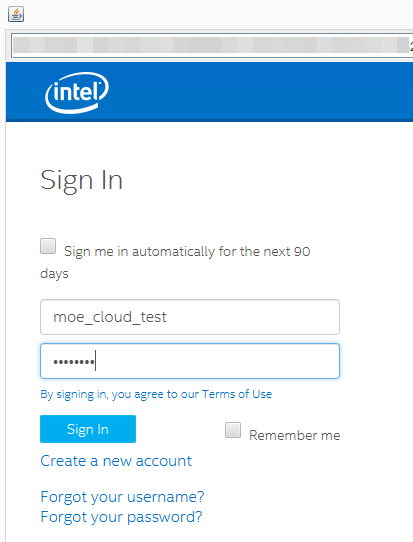 intel
Sign In
Sign me in automatically for the next 90
days
moe_cloud_test
••••••••
By signing in, you agree to our Terms of Use
Sign In
Remember me
Create a new account
Forgot your username?
Forgot your password?